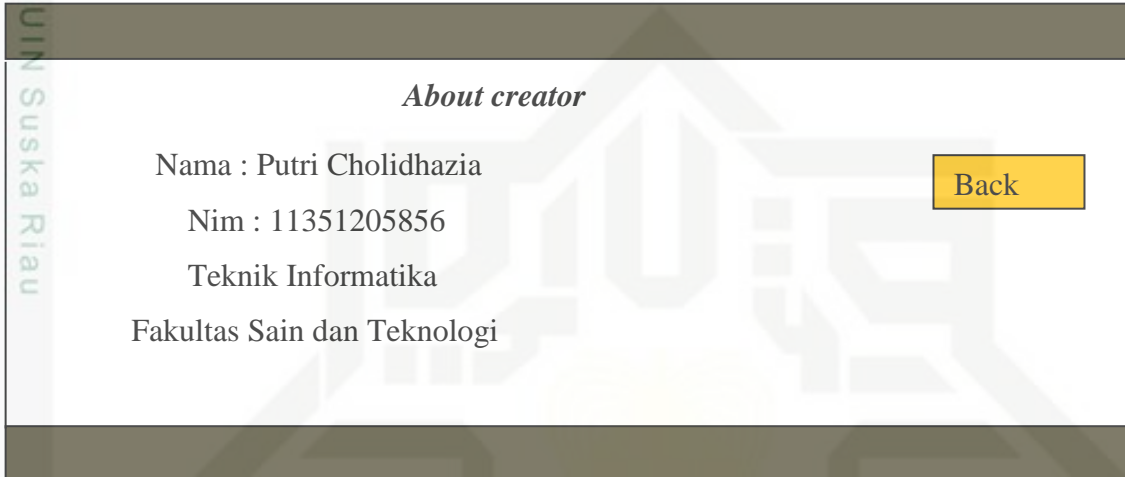 UIN Suska Riau
About creator
Nama : Putri Cholidhazia
Back
Nim : 11351205856
Teknik Informatika
Fakultas Sain dan Teknologi